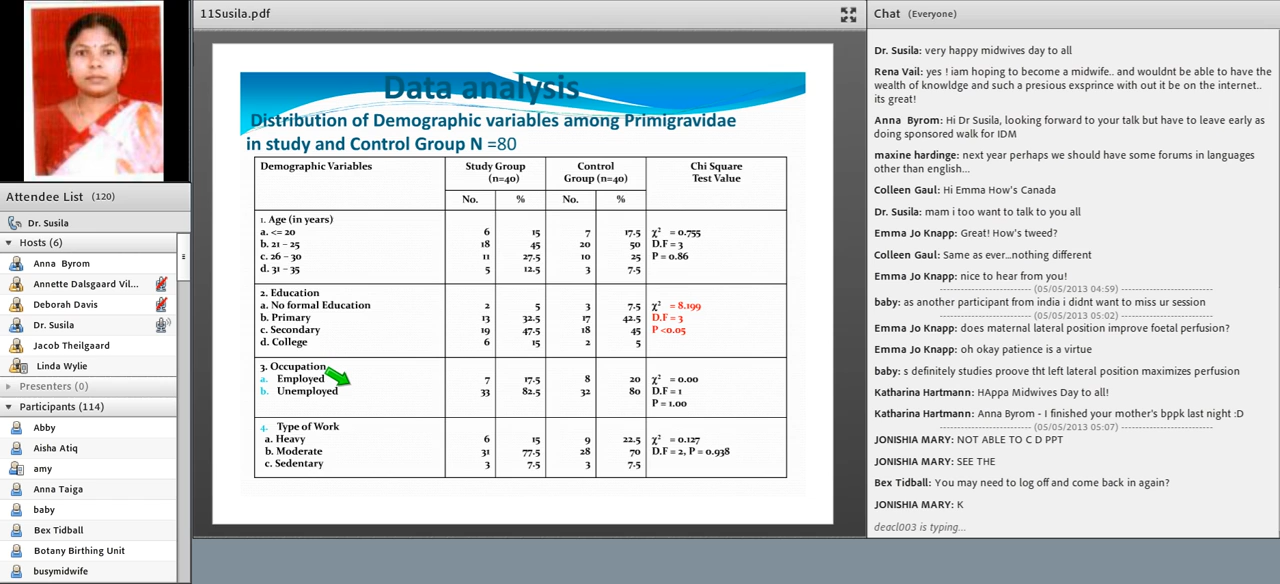 11Susila.pdf
Chat (Everyone)
Attendee List (120)
Dr. Susila
Hosts (6)
Anna Byrom
Annette Dalsgaard Vil...
Deborah Davis
Dr. Susila
Jacob Theilgaard
Linda Wylie
Presenters (0)
Participants (114)
Abby
Aisha Atiq
amy
Anna Taiga
baby
Bex Tidball
Botany Birthing Unit
busymidwife
Data analysis
Distribution of Demographic variables among Primigravidae
in study and Control Group N =80
Demographic Variables Study Group (n=40) Control Group (n=40) Chi Square Test Value
No. % No. %
1. Age (in years)
a. <= 20 6 15 7 17.5 χ² = 0.755
b. 21 – 25 18 45 20 50 D.F = 3
c. 26 – 30 11 27.5 10 25 P = 0.86
d. 31 – 35 5 12.5 3 7.5
2. Education
a. No formal Education 2 5 3 7.5 χ² = 8.199
b. Primary 13 32.5 17 42.5 D.F = 3
c. Secondary 19 47.5 18 45 P <0.05
d. College 6 15 2 5
3. Occupation
a. Employed 7 17.5 8 20 χ² = 0.00
b. Unemployed 33 82.5 32 80 D.F = 1
P = 1.00
4. Type of Work
a. Heavy 6 15 9 22.5 χ² = 0.127
b. Moderate 31 77.5 28 70 D.F = 2, P = 0.938
c. Sedentary 3 7.5 3 7.5
Dr. Susila: very happy midwives day to all
Rena Vail: yes ! iam hoping to become a midwife.. and wouldnt be able to have the
wealth of knowldge and such a presious exsprince with out it be on the internet..
its great!
Anna Byrom: Hi Dr Susila, looking forward to your talk but have to leave early as
doing sponsored walk for IDM
maxine hardinge: next year perhaps we should have some forums in languages
other than english...
Colleen Gaul: Hi Emma How's Canada
Dr. Susila: mam i too want to talk to you all
Emma Jo Knapp: Great! How's tweed?
Colleen Gaul: Same as ever...nothing different
Emma Jo Knapp: nice to hear from you!
(05/05/2013 04:59)
baby: as another participant from india i didnt want to miss ur session
(05/05/2013 05:02)
Emma Jo Knapp: does maternal lateral position improve foetal perfusion?
Emma Jo Knapp: oh okay patience is a virtue
baby: s definitely studies proove tht left lateral position maximizes perfusion
Katharina Hartmann: HAppa Midwives Day to all!
Katharina Hartmann: Anna Byrom - I finished your mother's bppk last night :D
(05/05/2013 05:07)
JONISHIA MARY: NOT ABLE TO C D PPT
JONISHIA MARY: SEE THE
Bex Tidball: You may need to log off and come back in again?
JONISHIA MARY: K
deacl003 is typing...